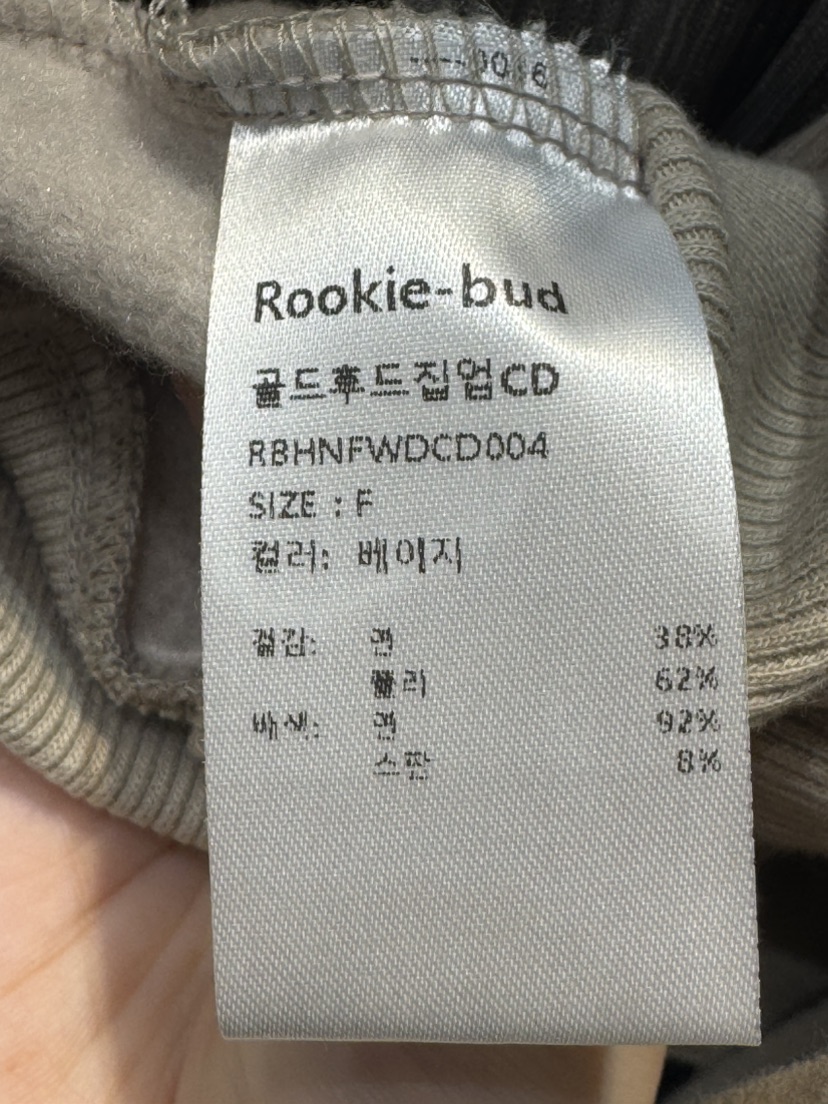 Rookie-bud
골드후드집업CD
RBHNFWDCD004
SIZE : F
컬러: 베이지
겉감: 면 38%
폴리 62%
배색: 면 92%
스판 8%